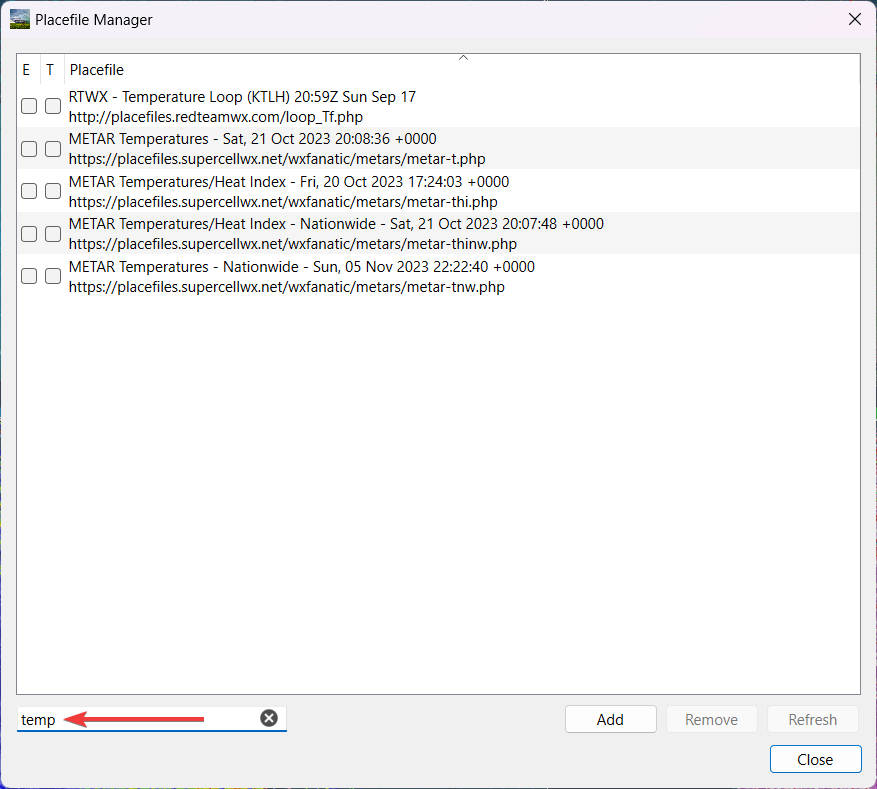 Placefile Manager
E T Placefile
RTWX - Temperature Loop (KTLH) 20:59Z Sun Sep 17
http://placefiles.redteamwx.com/loop_Tf.php
METAR Temperatures - Sat, 21 Oct 2023 20:08:36 +0000
https://placefiles.supercellwx.net/wxfanatic/metars/metar-t.php
METAR Temperatures/Heat Index - Fri, 20 Oct 2023 17:24:03 +0000
https://placefiles.supercellwx.net/wxfanatic/metars/metar-thi.php
METAR Temperatures/Heat Index - Nationwide - Sat, 21 Oct 2023 20:07:48 +0000
https://placefiles.supercellwx.net/wxfanatic/metars/metar-thinw.php
METAR Temperatures - Nationwide - Sun, 05 Nov 2023 22:22:40 +0000
https://placefiles.supercellwx.net/wxfanatic/metars/metar-tnw.php
temp
Add Remove Refresh
Close